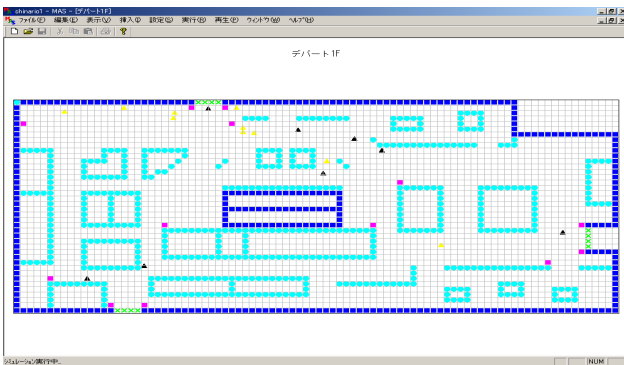 shinario1 - MAS - [デパート1F]
ファイル(F) 編集(E) 表示(V) 挿入(I) 設定(S) 実行(R) 再生(P) ウィンドウ(W) ヘルプ(H)
デパート1F
シミュレーション実行中...
NUM